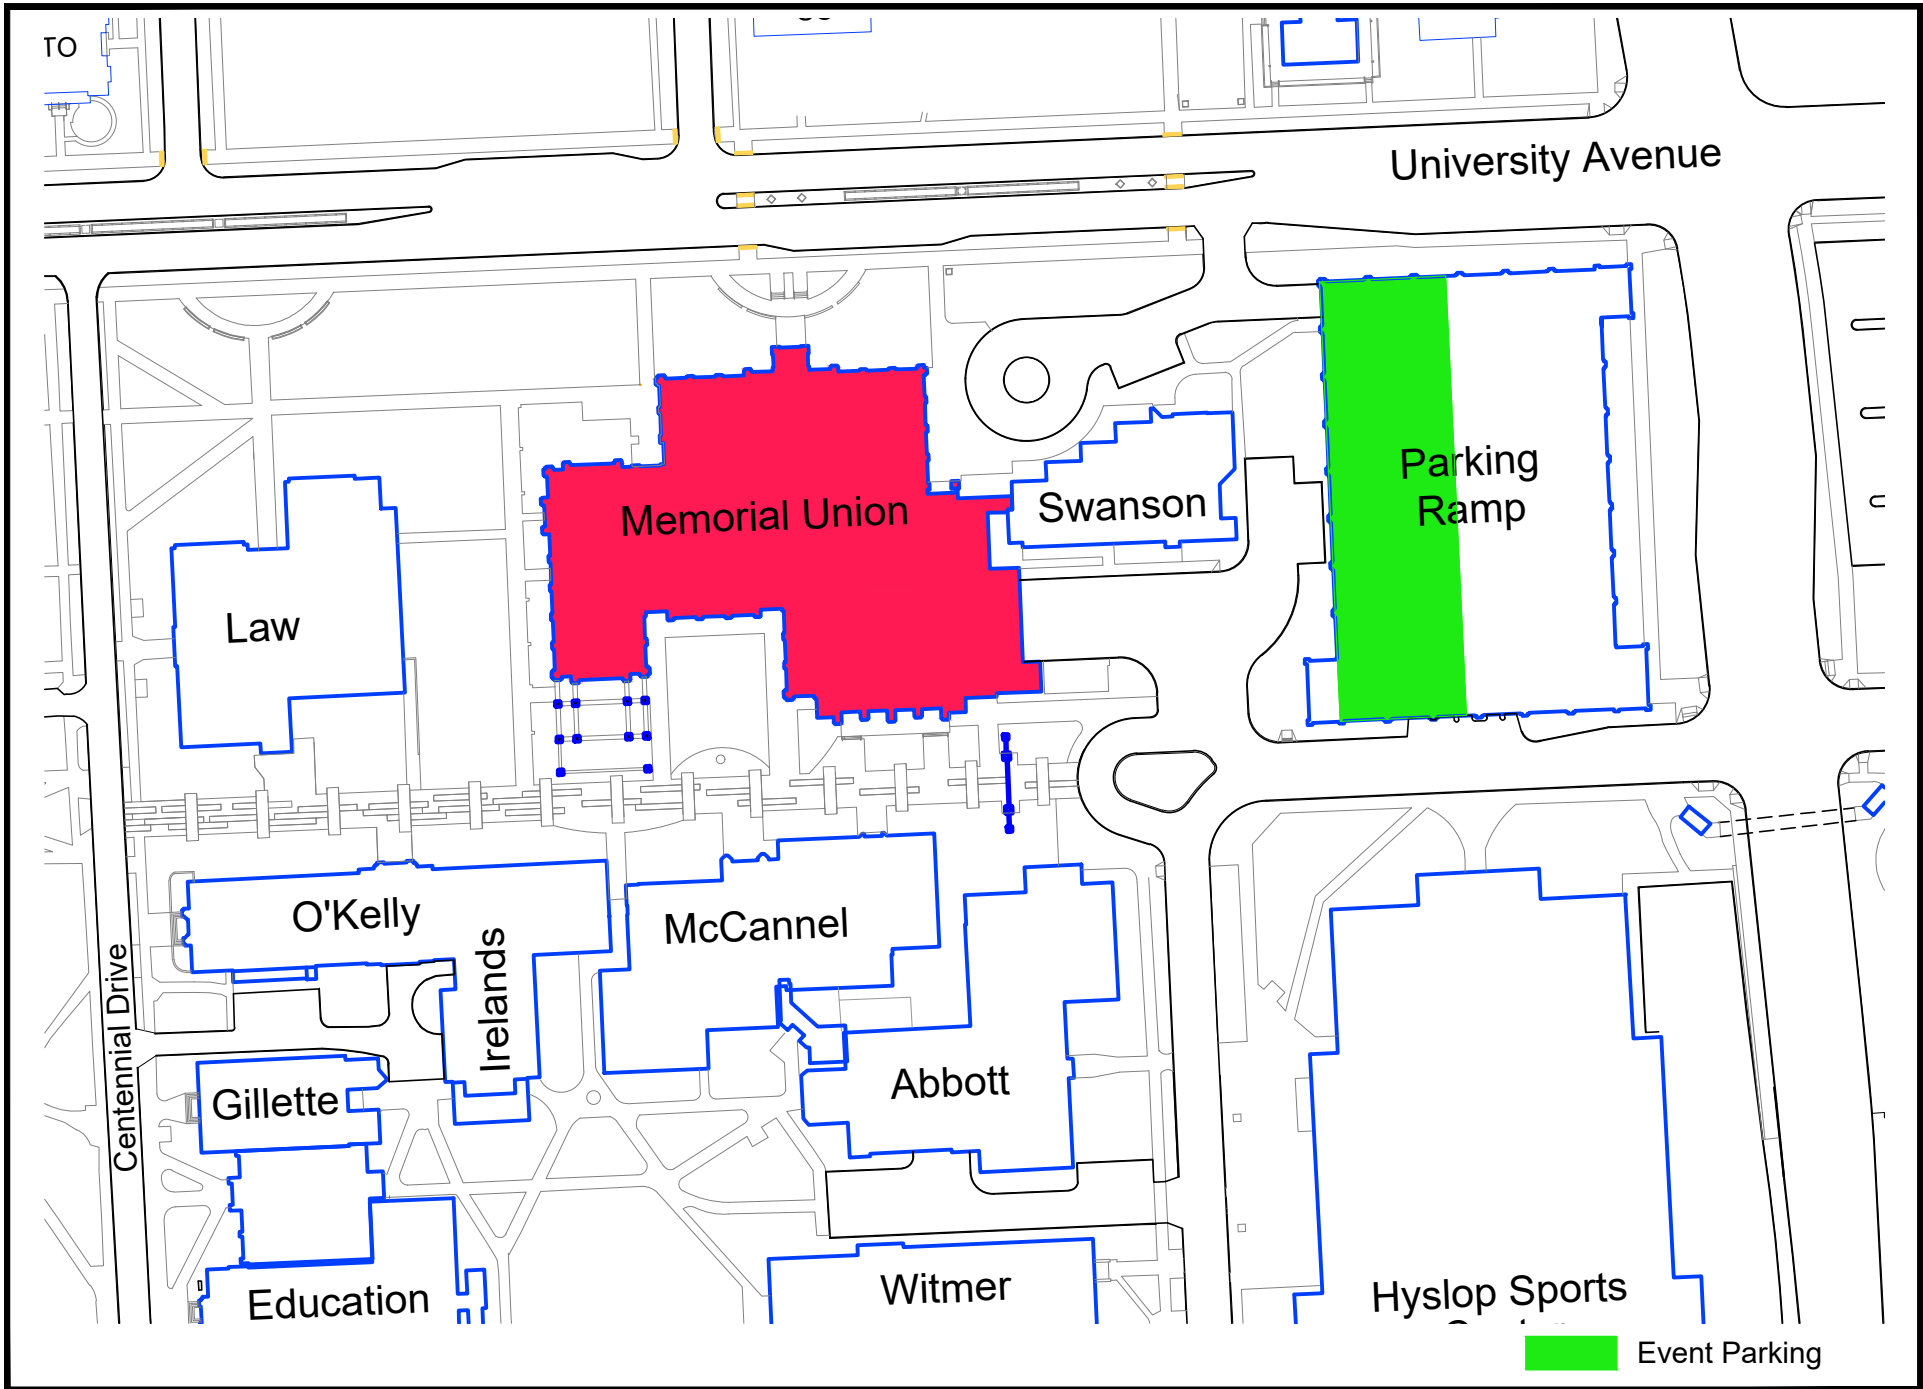 TO
University Avenue
Parking
Ramp
Memorial Union
Swanson
Law
O'Kelly
McCannel
Irelands
Centennial Drive
Abbott
Gillette
Witmer
Education
Hyslop Sports
Event Parking